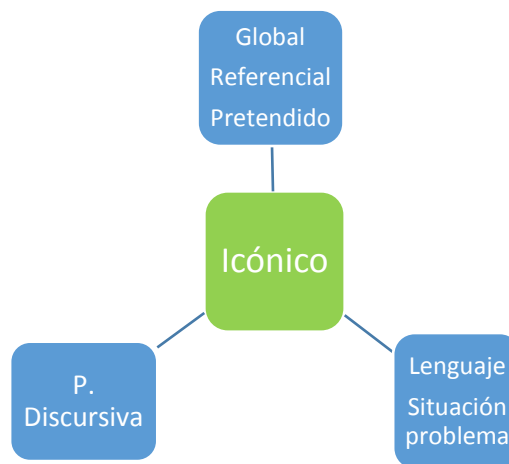 Global
Referencial
Pretendido
Icónico
P.
Discursiva
Lenguaje
Situación
problema